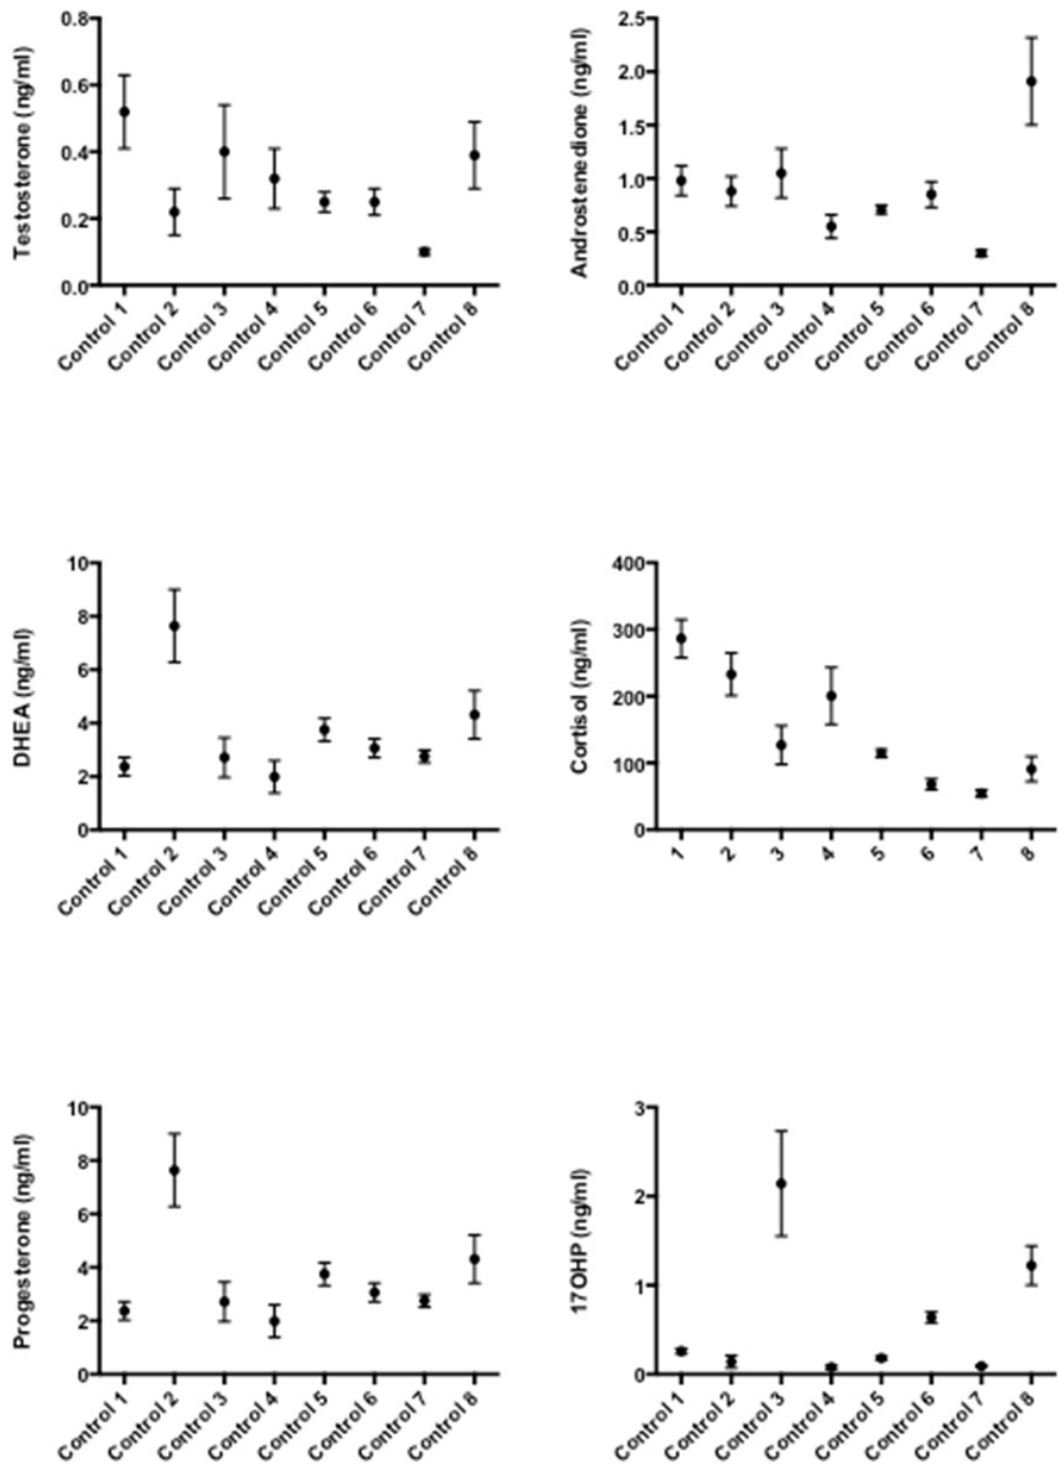 Testosterone (ng/ml)
0.8
0.6
0.4
0.2
0.0
Control 1
Control 2
Control 3
Control 4
Control 5
Control 6
Control 7
Control 8
Androstenedione (ng/ml)
2.5
2.0
1.5
1.0
0.5
0.0
Control 1
Control 2
Control 3
Control 4
Control 5
Control 6
Control 7
Control 8
DHEA (ng/ml)
10
8
6
4
2
0
Control 1
Control 2
Control 3
Control 4
Control 5
Control 6
Control 7
Control 8
Cortisol (ng/ml)
400
300
200
100
0
1
2
3
4
5
6
7
8
Progesterone (ng/ml)
10
8
6
4
2
0
Control 1
Control 2
Control 3
Control 4
Control 5
Control 6
Control 7
Control 8
17OHP (ng/ml)
3
2
1
0
Control 1
Control 2
Control 3
Control 4
Control 5
Control 6
Control 7
Control 8